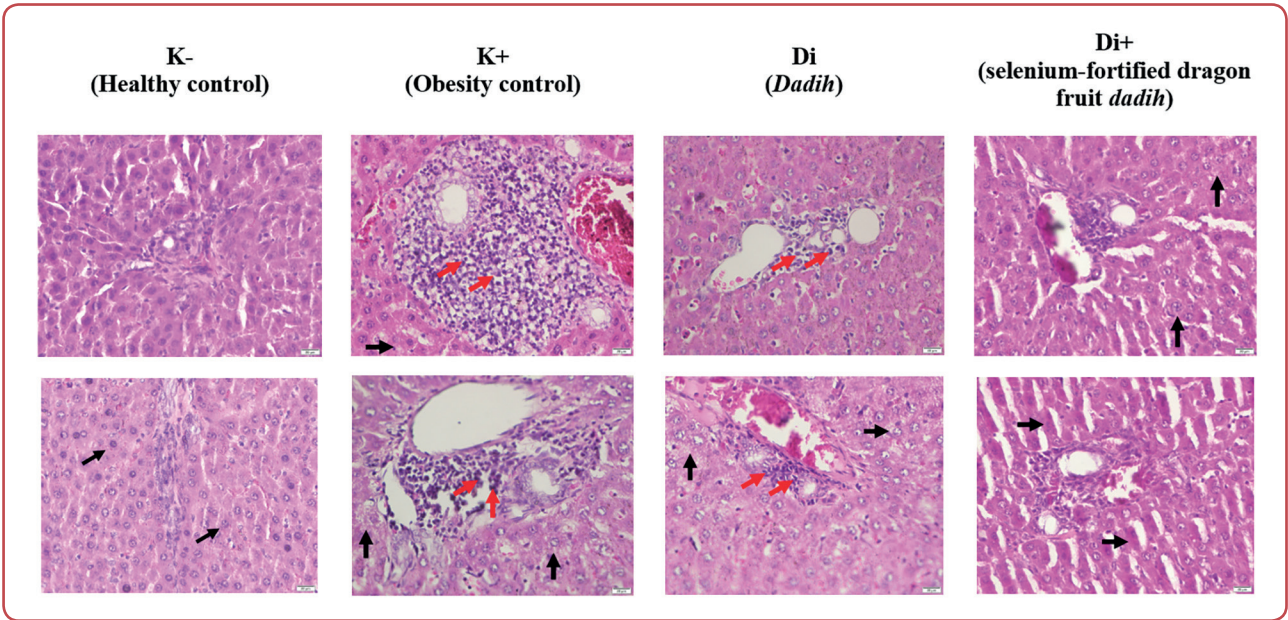 K-
(Healthy control)
K+
(Obesity control)
Di
(Dadih)
Di+
(selenium-fortified dragon
fruit dadih)